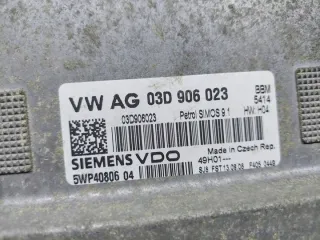 VW AG 03D 906 023
BBM
5414
03D906023 Petrol SIMOS 9.1 HW: H04
SIEMENS VDO
Made in Czech Rep.
49H01---
5WP40806 04